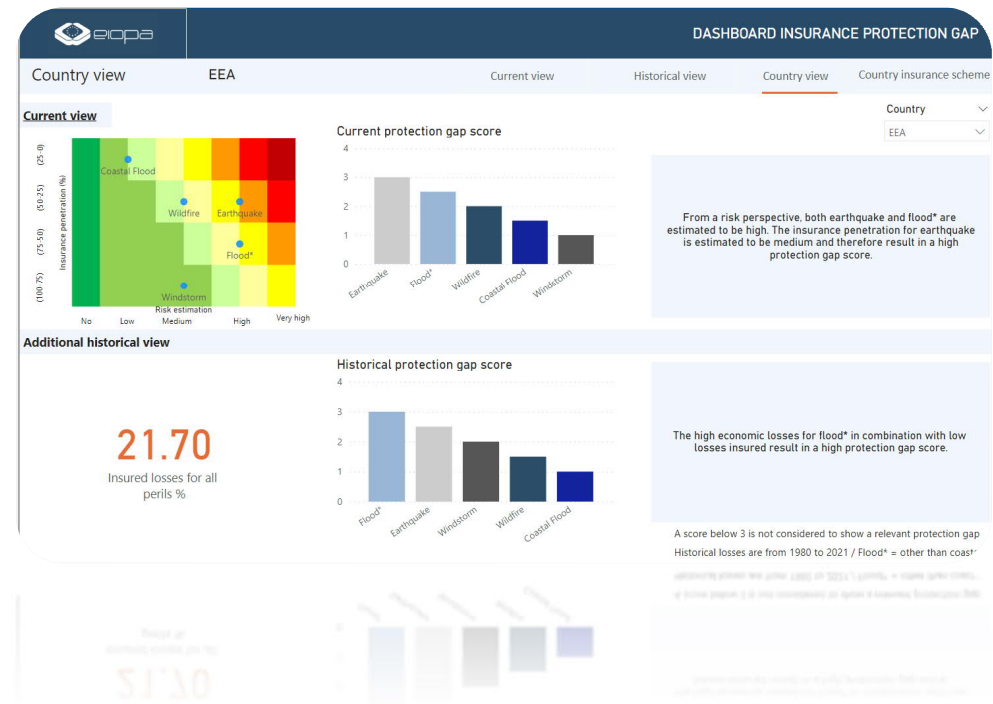 eiopa
DASHBOARD INSURANCE PROTECTION GAP
Country view
EEA
Current view
Historical view
Country view
Country insurance scheme
Current view
Country
EEA
Insurance penetration (%)
(25-0)
(50-25)
(75-50)
(100-75)
Coastal Flood
Wildfire
Earthquake
Flood*
Windstorm
Risk estimation
No
Low
Medium
High
Very high
Current protection gap score
4
3
2
1
0
Earthquake
Flood*
Wildfire
Coastal Flood
Windstorm
From a risk perspective, both earthquake and flood* are
estimated to be high. The insurance penetration for earthquake
is estimated to be medium and therefore result in a high
protection gap score.
Additional historical view
21.70
Insured losses for all
perils %
Historical protection gap score
4
3
2
1
0
Flood*
Earthquake
Windstorm
Wildfire
Coastal Flood
The high economic losses for flood* in combination with low
losses insured result in a high protection gap score.
A score below 3 is not considered to show a relevant protection gap
Historical losses are from 1980 to 2021 / Flood* = other than